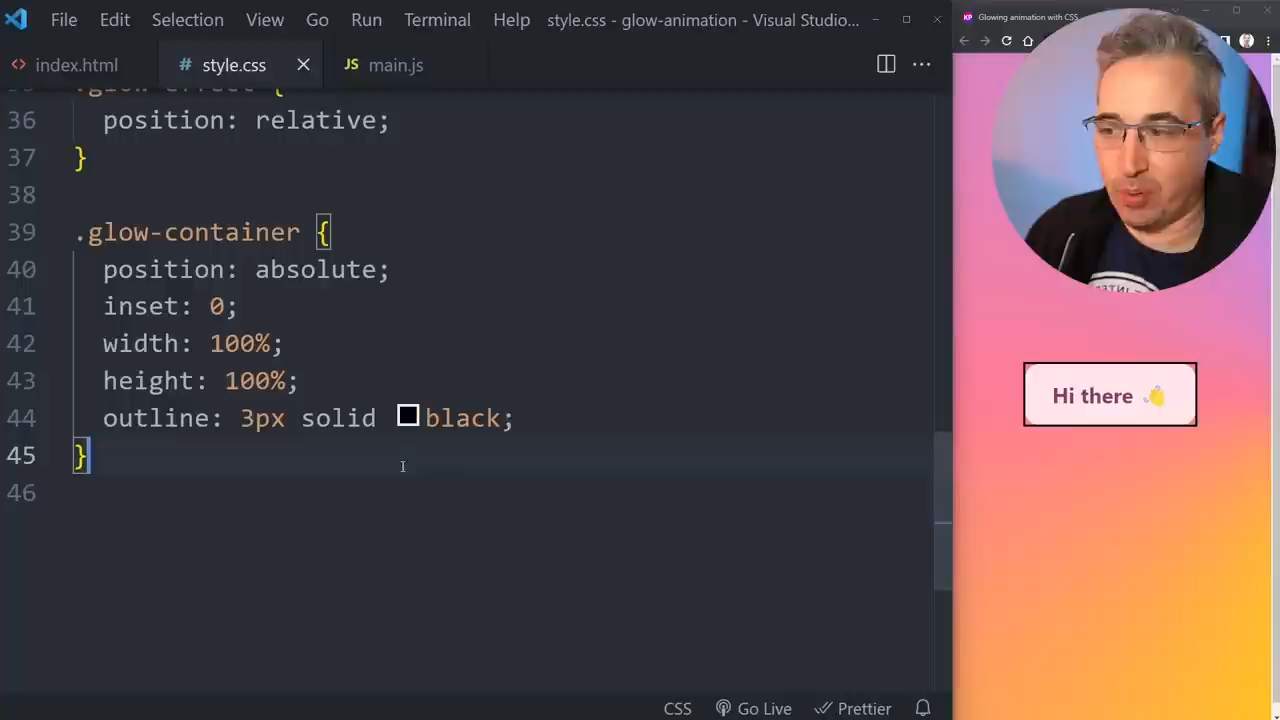 File Edit Selection View Go Run Terminal Help style.css - glow-animation - Visual Studio...
KP Glowing animation with CSS
<> index.html # style.css × JS main.js ...
.glow-effect {
36 position: relative;
37 }
38
39 .glow-container {
40 position: absolute;
41 inset: 0;
42 width: 100%;
43 height: 100%;
44 outline: 3px solid black;
45 }
46
Hi there 👋
CSS Go Live Prettier